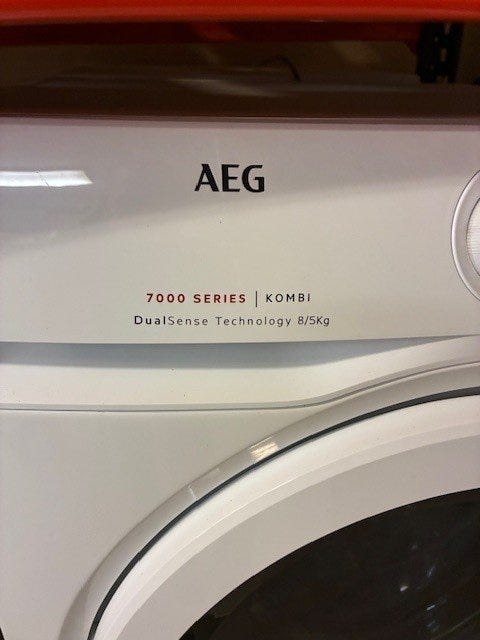 AEG
7000 SERIES | KOMBI
DualSense Technology 8/5Kg